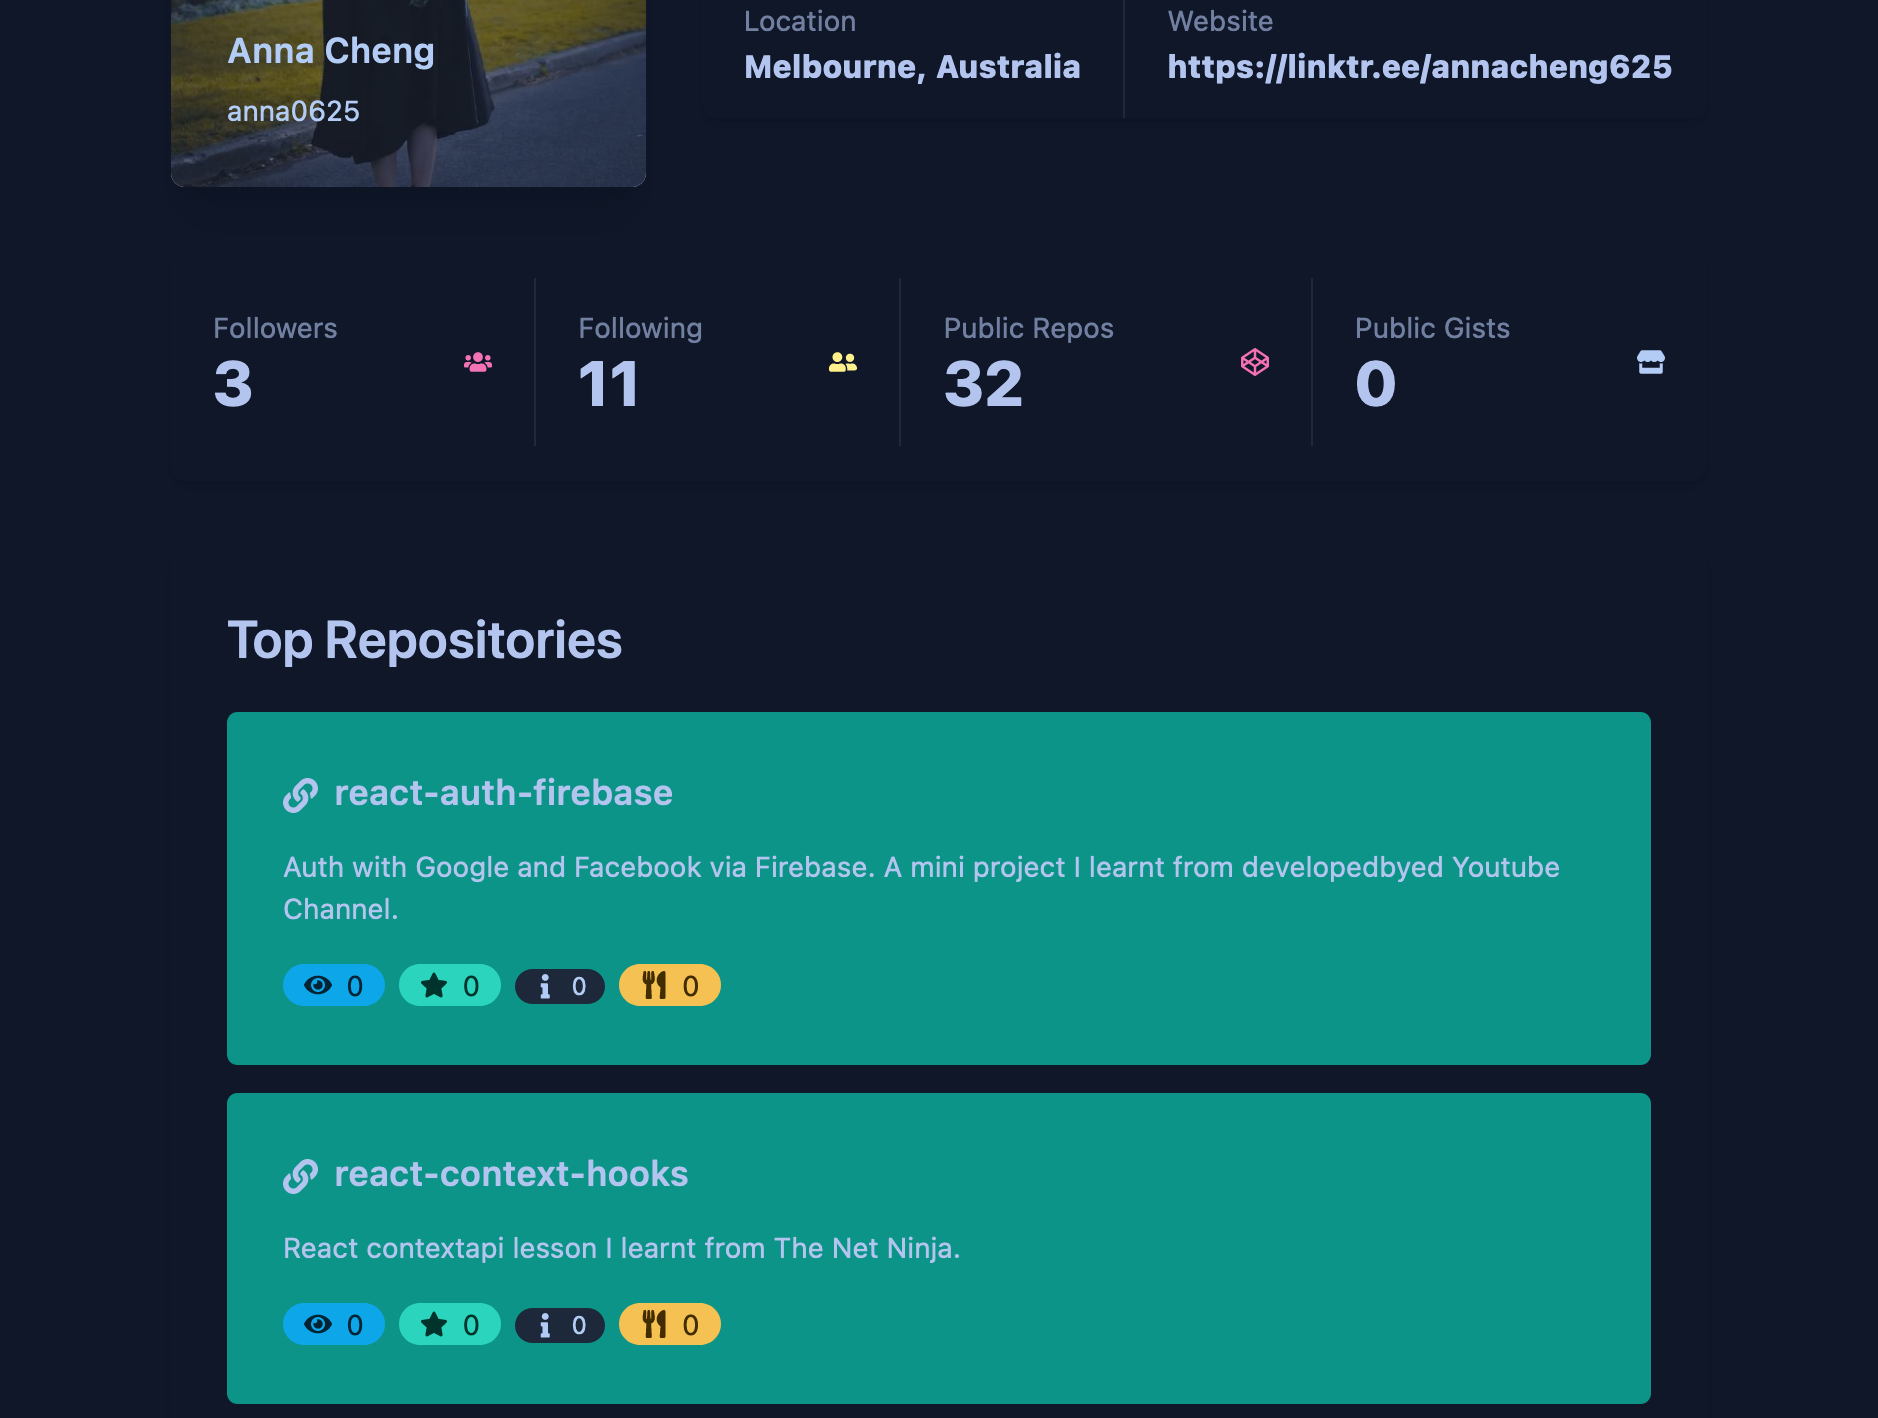 Anna Cheng
anna0625
Location
Melbourne, Australia
Website
https://linktr.ee/annacheng625
Followers
3
Following
11
Public Repos
32
Public Gists
0
Top Repositories
react-auth-firebase
Auth with Google and Facebook via Firebase. A mini project I learnt from developedbyed Youtube
Channel.
0 0 0 0
react-context-hooks
React contextapi lesson I learnt from The Net Ninja.
0 0 0 0